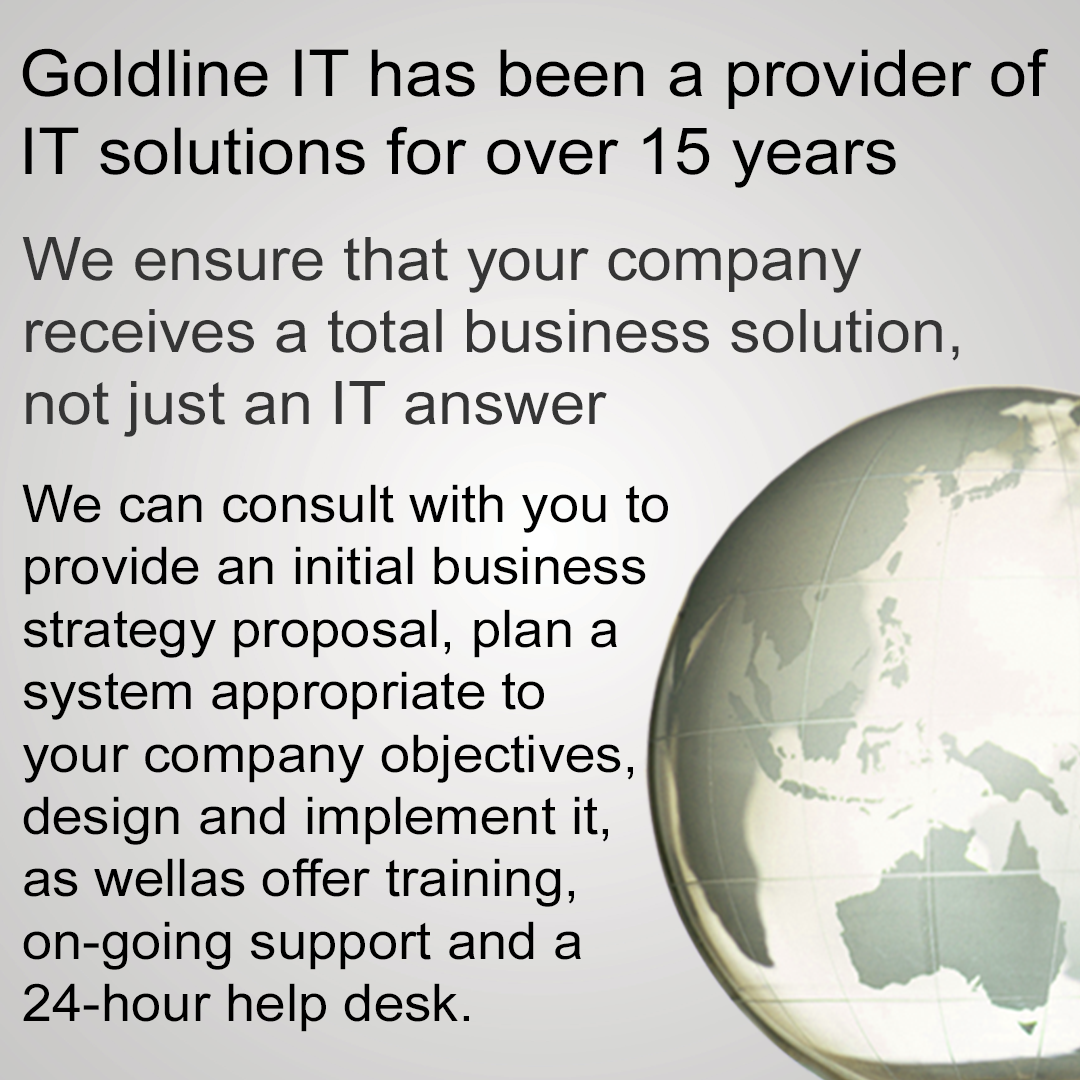 Goldline IT has been a provider of
IT solutions for over 15 years
We ensure that your company
receives a total business solution,
not just an IT answer
We can consult with you to
provide an initial business
strategy proposal, plan a
system appropriate to
your company objectives,
design and implement it,
as wellas offer training,
on-going support and a
24-hour help desk.